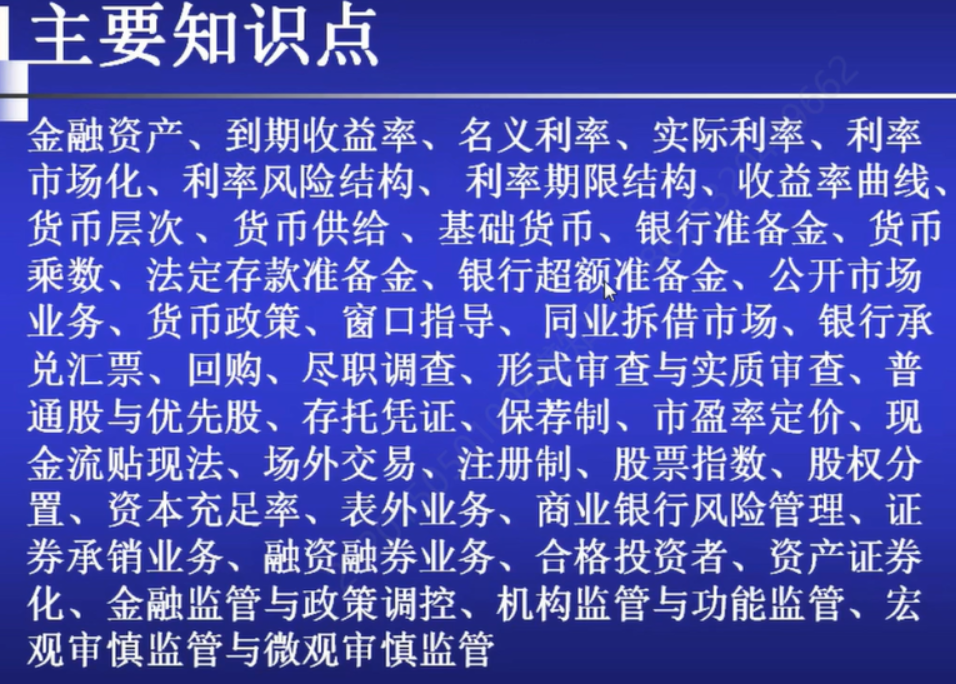 主要知识点
金融资产、到期收益率、名义利率、实际利率、利率
市场化、利率风险结构、 利率期限结构、收益率曲线、
货币层次 、货币供给 、基础货币、银行准备金、货币
乘数、法定存款准备金、银行超额准备金、公开市场
业务、货币政策、窗口指导、 同业拆借市场、银行承
兑汇票、回购、尽职调查、形式审查与实质审查、普
通股与优先股、存托凭证、保荐制、市盈率定价、现
金流贴现法、场外交易、注册制、股票指数、股权分
置、资本充足率、表外业务、商业银行风险管理、证
券承销业务、融资融券业务、合格投资者、资产证券
化、金融监管与政策调控、机构监管与功能监管、宏
观审慎监管与微观审慎监管